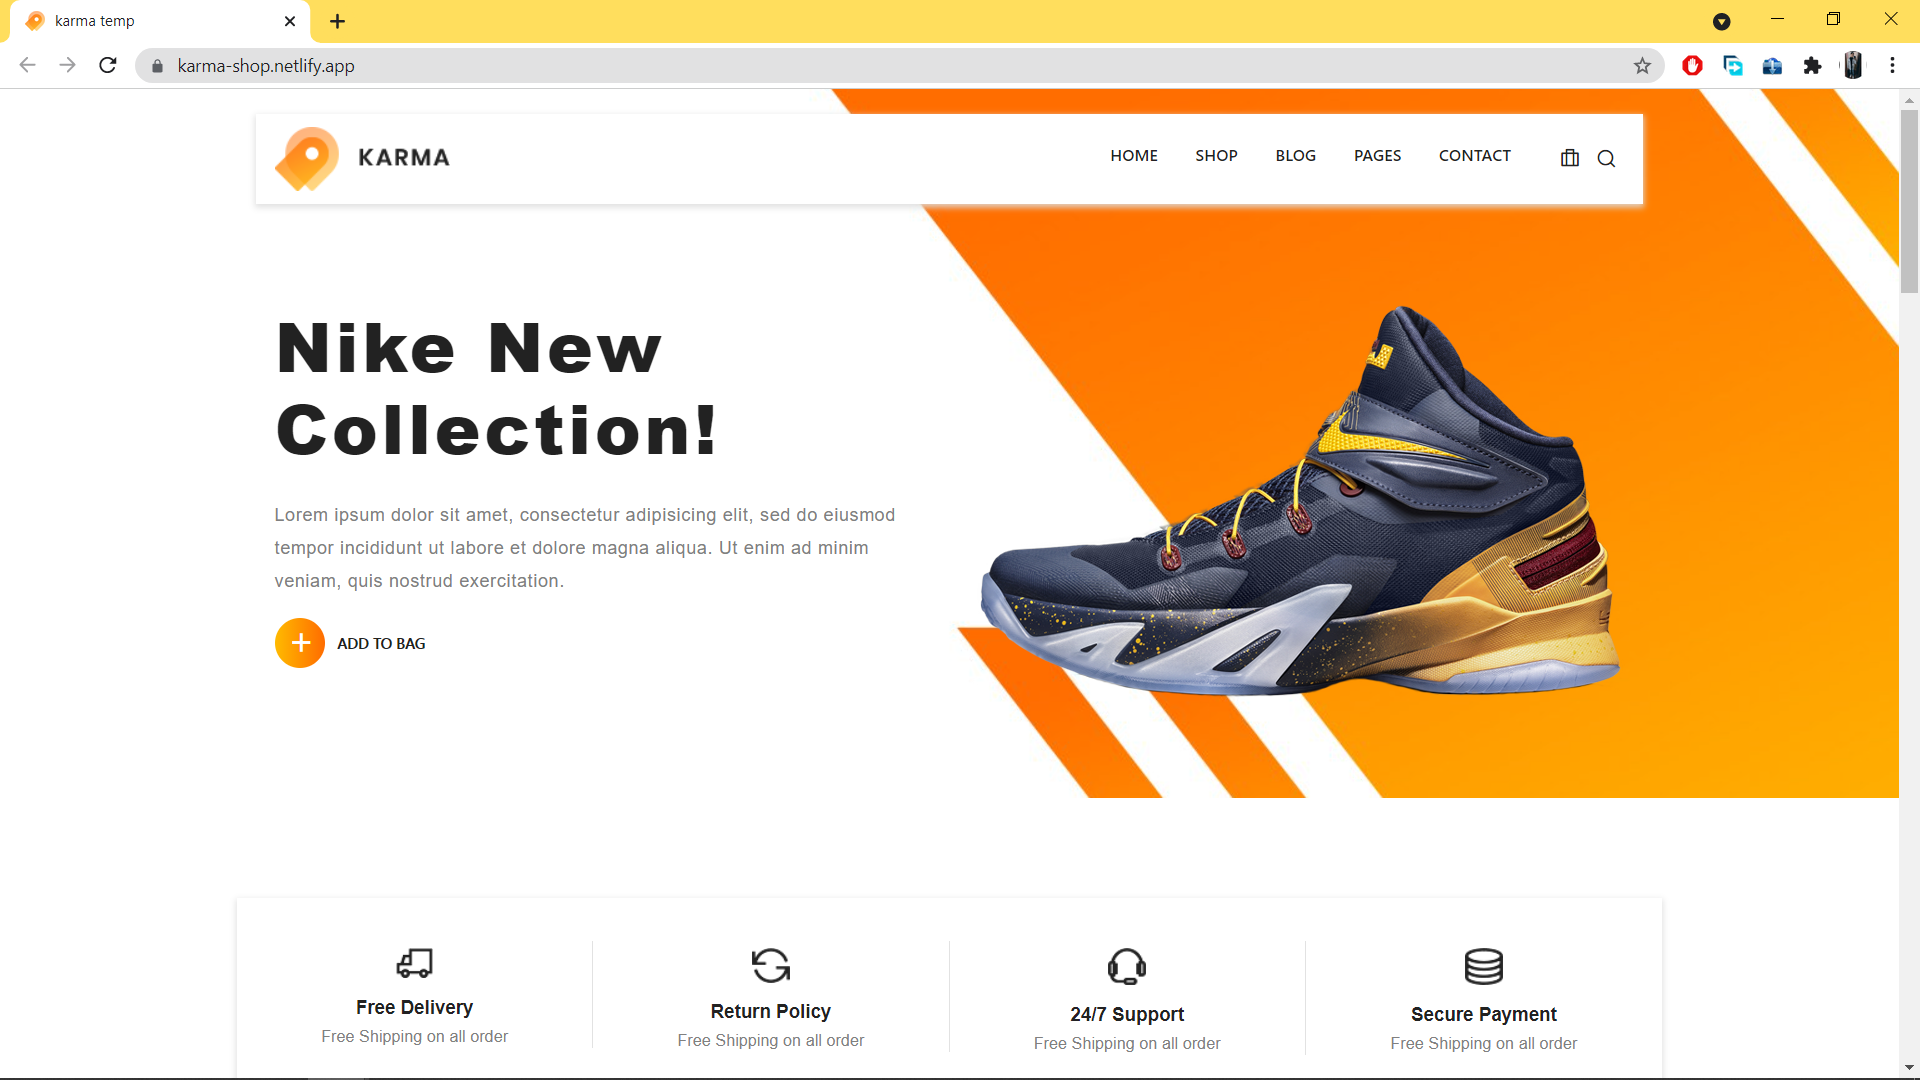 karma temp
karma-shop.netlify.app
KARMA
HOME SHOP BLOG PAGES CONTACT
Nike New
Collection!
Lorem ipsum dolor sit amet, consectetur adipisicing elit, sed do eiusmod
tempor incididunt ut labore et dolore magna aliqua. Ut enim ad minim
veniam, quis nostrud exercitation.
ADD TO BAG
Free Delivery
Free Shipping on all order
Return Policy
Free Shipping on all order
24/7 Support
Free Shipping on all order
Secure Payment
Free Shipping on all order